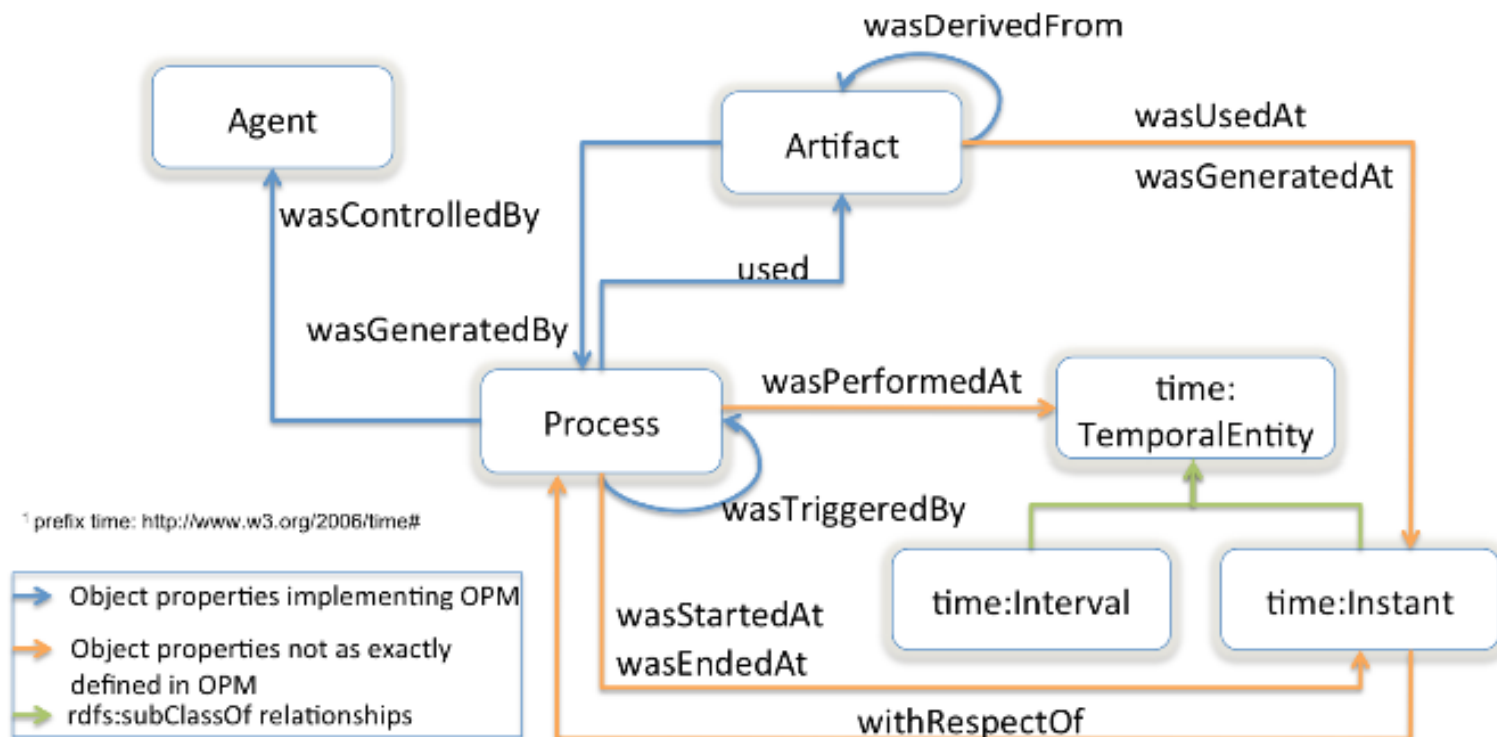 wasDerivedFrom
Agent
Artifact
wasUsedAt
wasGeneratedAt
wasControlledBy
used
wasGeneratedBy
wasPerformedAt
time:
TemporalEntity
Process
wasTriggeredBy
1 prefix time: http://www.w3.org/2006/time#
time:Interval
time:Instant
Object properties implementing OPM
Object properties not as exactly
defined in OPM
rdfs:subClassOf relationships
wasStartedAt
wasEndedAt
withRespectOf